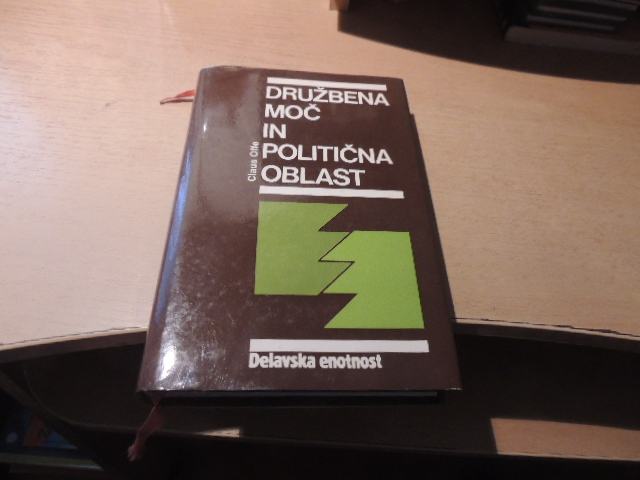 DRUŽBENA
MOČ
IN
POLITIČNA
OBLAST
Claus Offe
Delavska enotnost